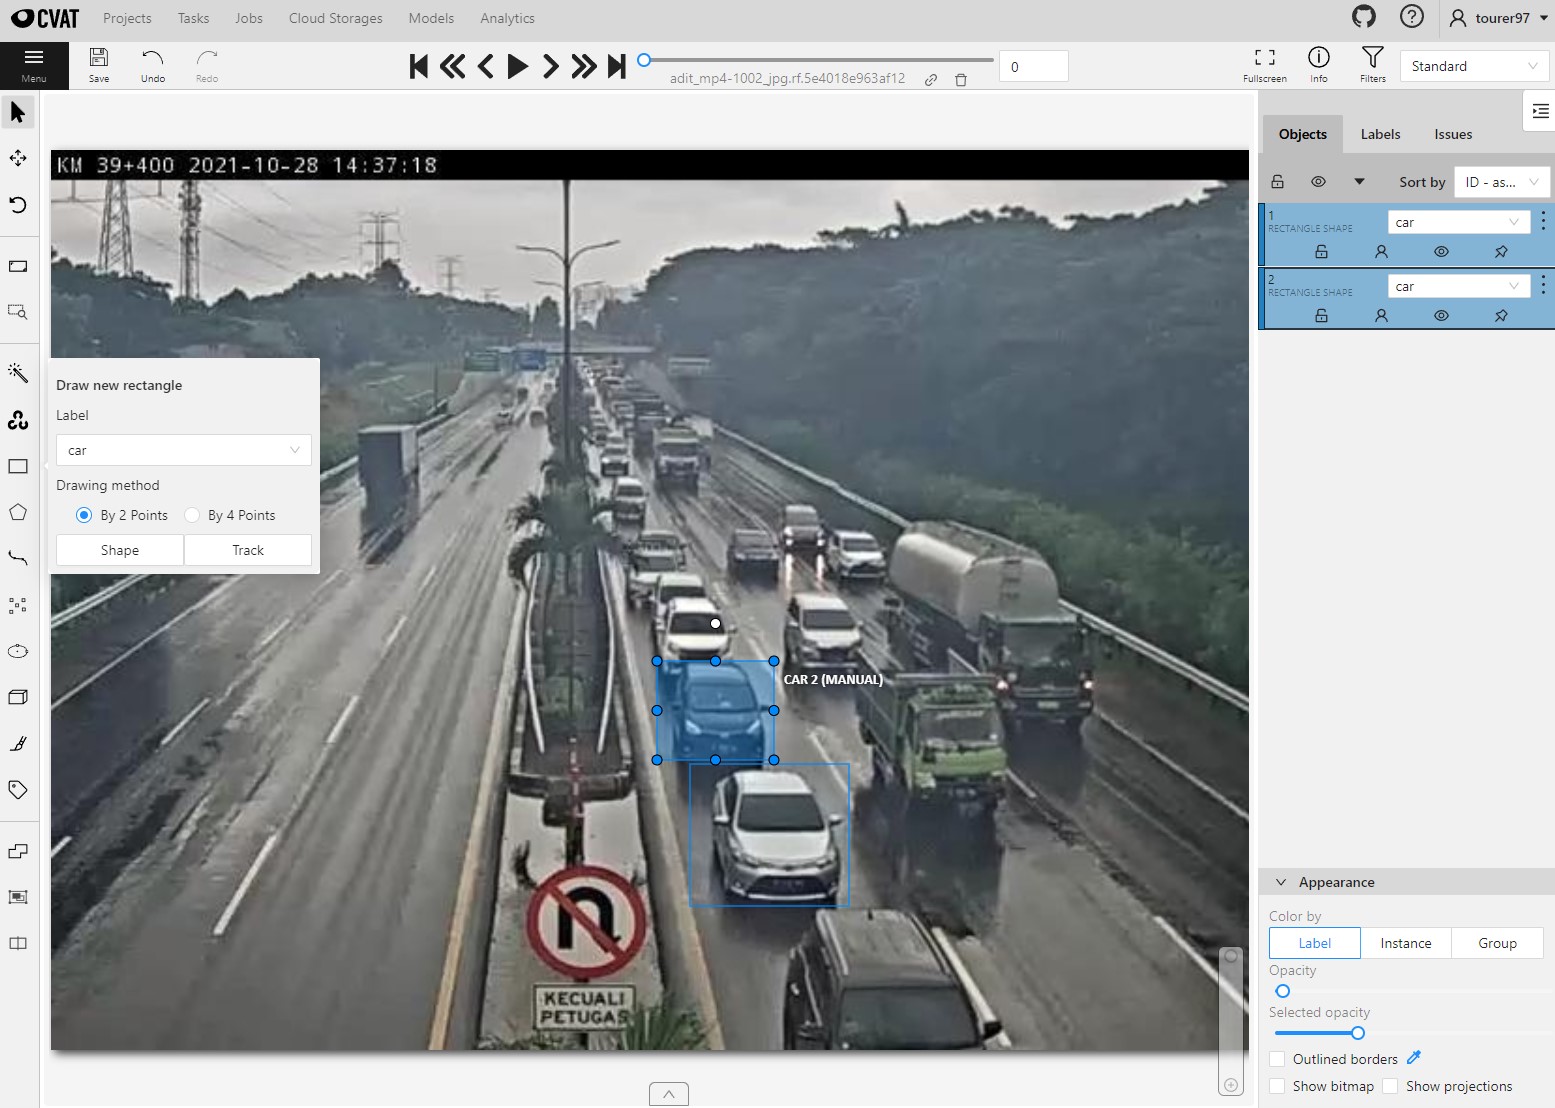 CVAT
Projects
Tasks
Jobs
Cloud Storages
Models
Analytics
tourer97
Menu
Save
Undo
Redo
adit_mp4-1002_jpg.rf.5e4018e963af12
0
Fullscreen
Info
Filters
Standard
KM 39+400 2021-10-28 14:37:18
Draw new rectangle
Label
car
Drawing method
By 2 Points
By 4 Points
Shape
Track
CAR 2 (MANUAL)
KECUALI
PETUGAS
Objects
Labels
Issues
Sort by
ID - as...
1
RECTANGLE SHAPE
car
2
RECTANGLE SHAPE
car
Appearance
Color by
Label
Instance
Group
Opacity
Selected opacity
Outlined borders
Show bitmap
Show projections